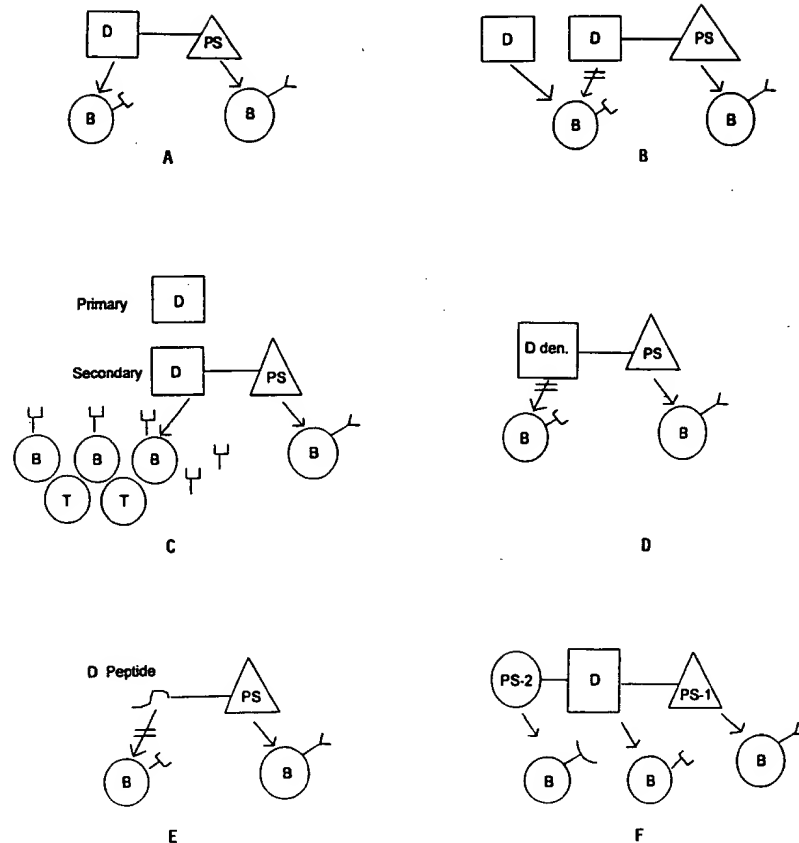 D PS
B B
A
D D PS
B B
B
Primary D
Secondary D PS
B B B B
T T
C
D den. PS
B B
D
D Peptide
PS
B B
E
PS-2 D PS-1
B B B
F